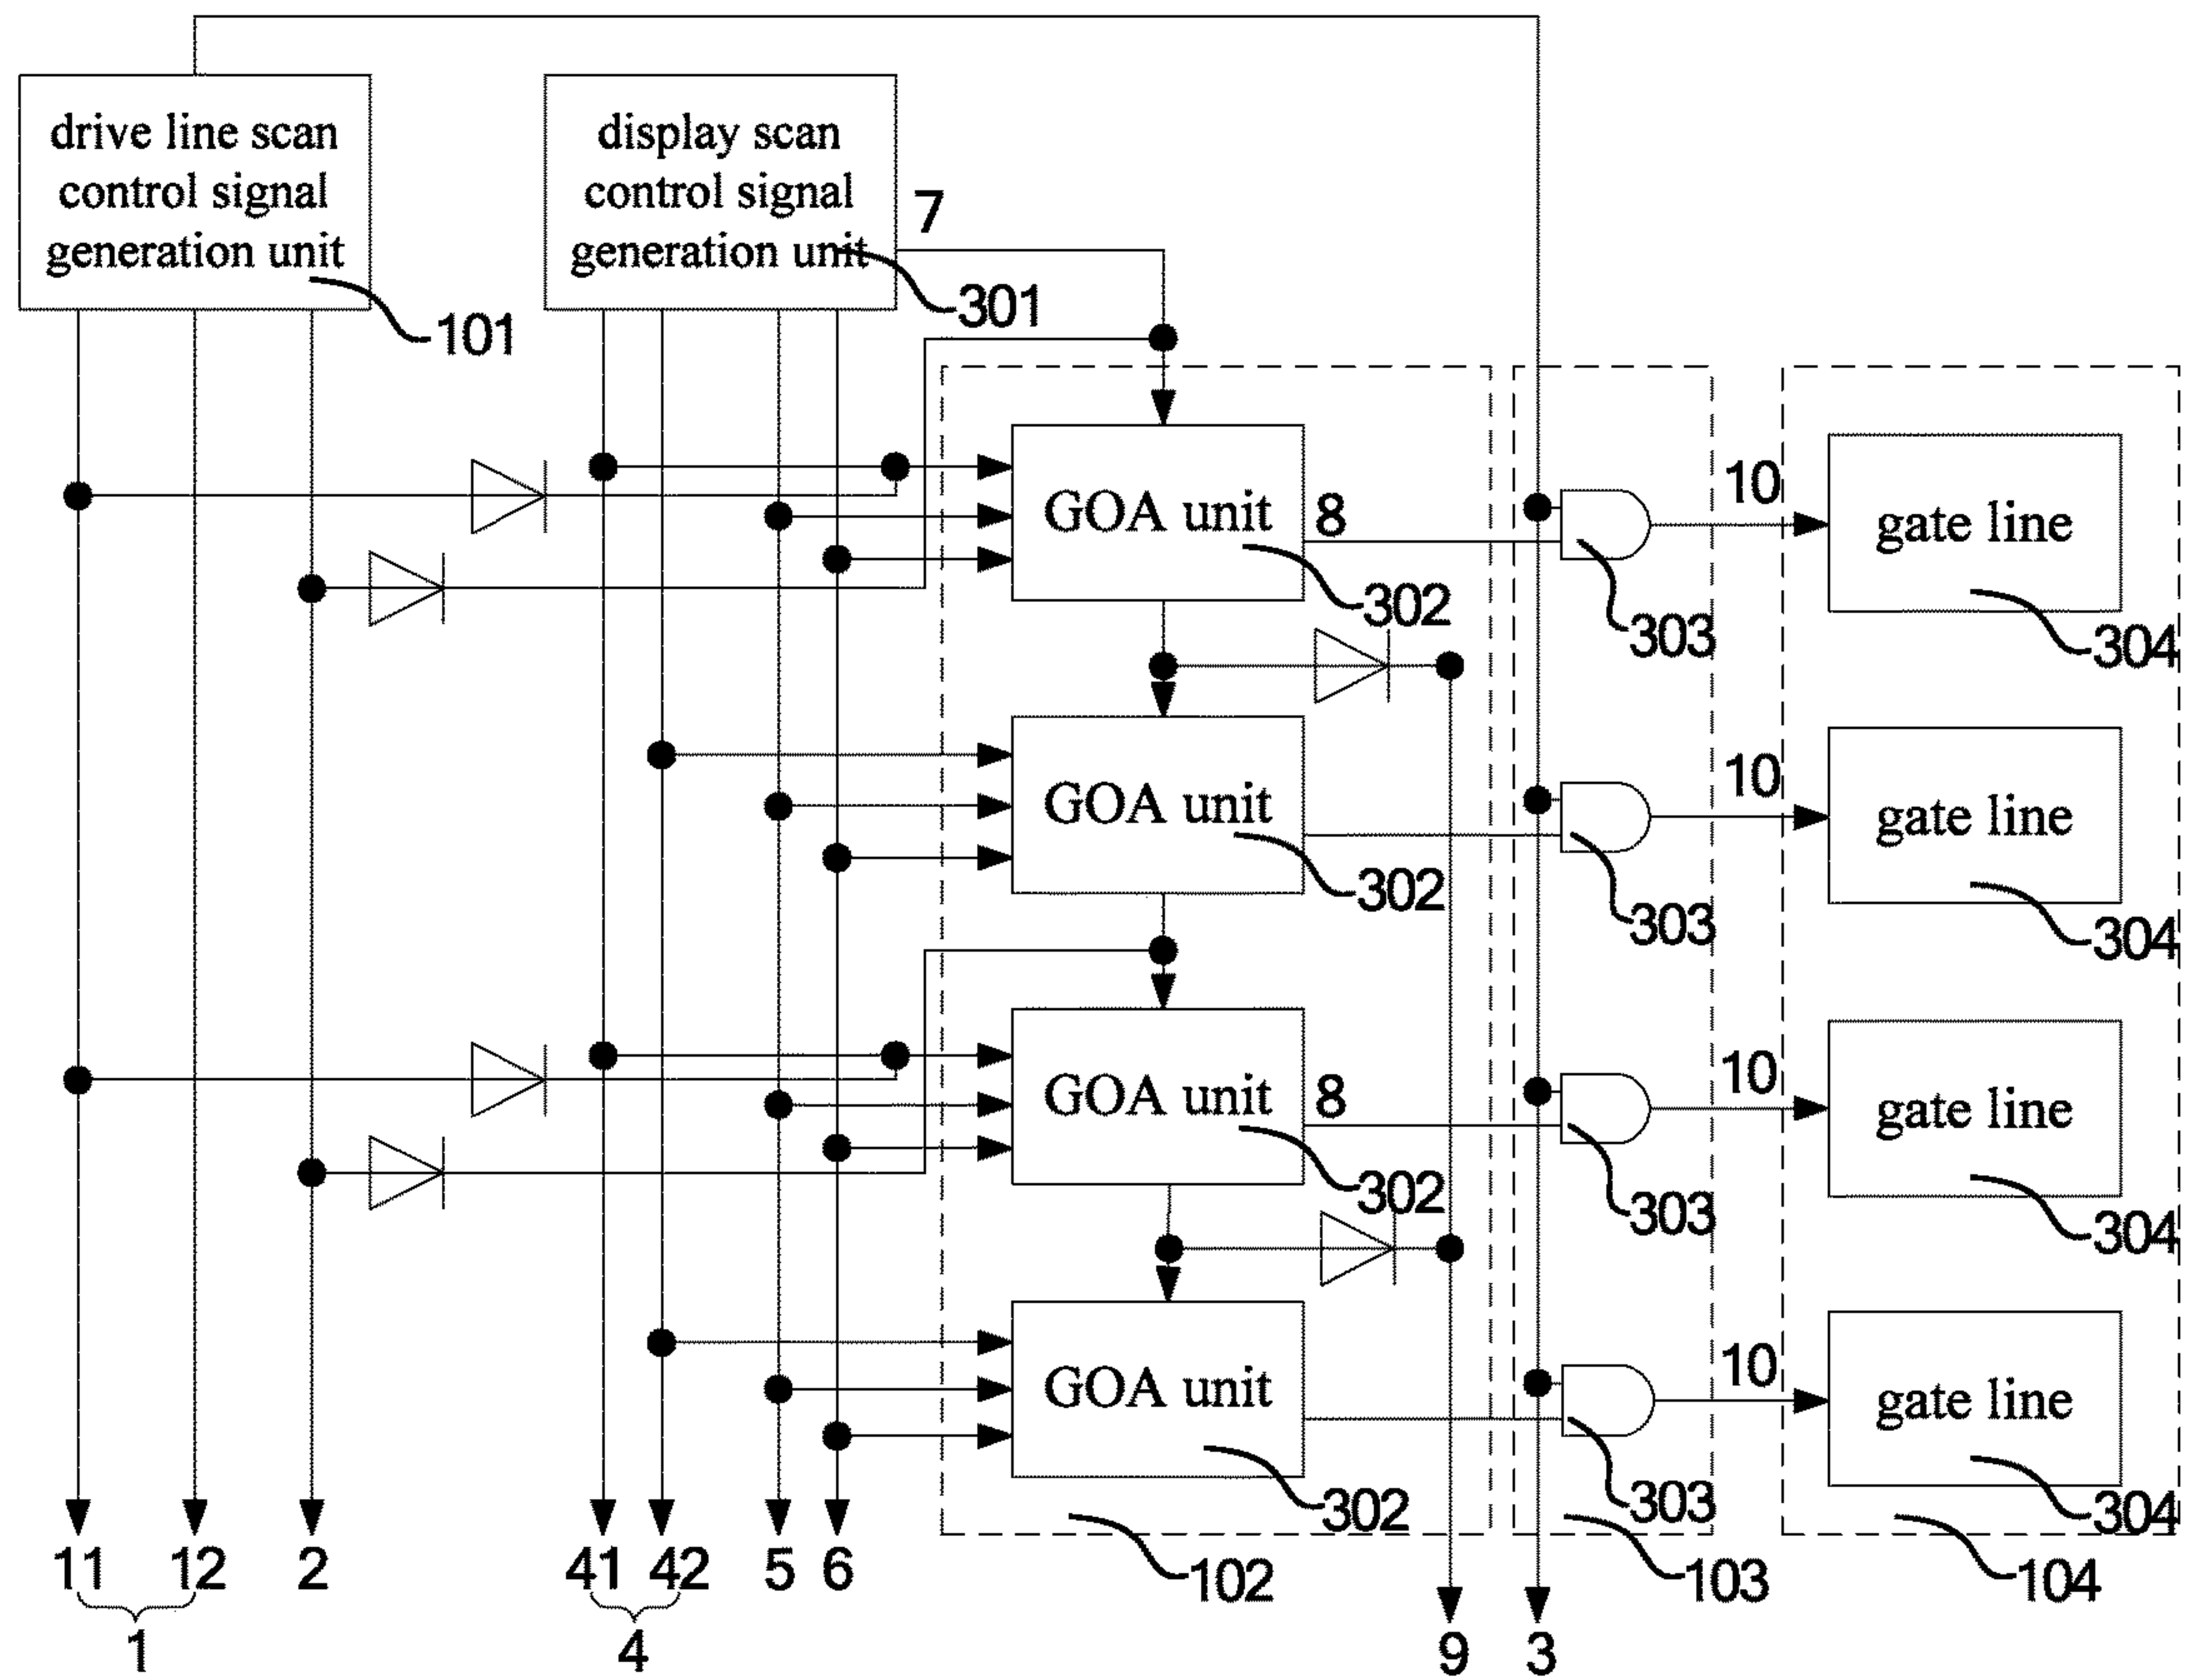 drive line scan
control signal
generation unit
101
display scan
control signal
generation unit
301
7
GOA unit
8
302
303
10
gate line
304
GOA unit
302
303
10
gate line
304
GOA unit
8
302
303
10
gate line
304
GOA unit
302
303
10
gate line
304
11
12
2
41
42
5
6
102
103
104
1
4
9
3